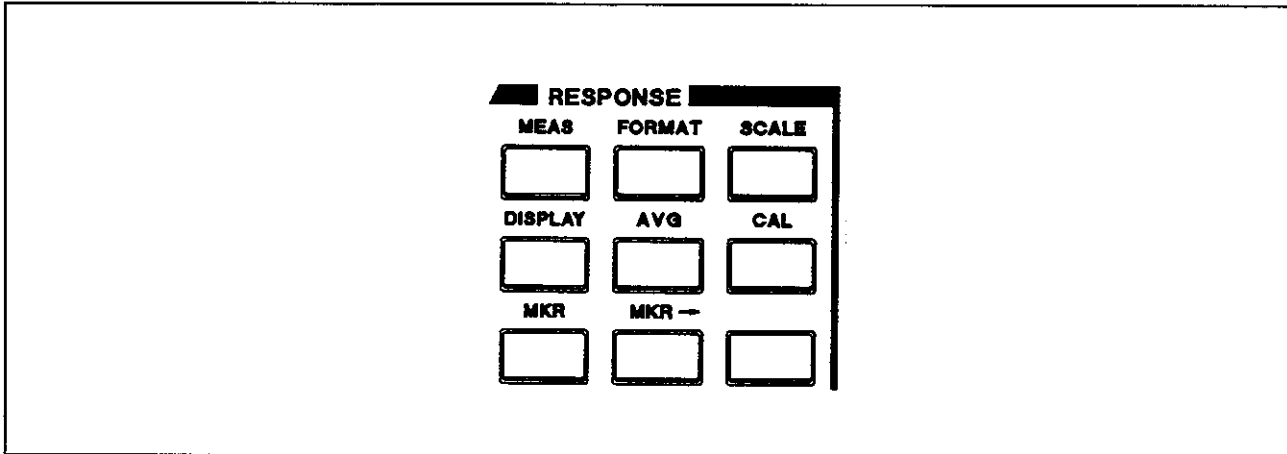 RESPONSE
MEAS FORMAT SCALE
DISPLAY AVG CAL
MKR MKR →